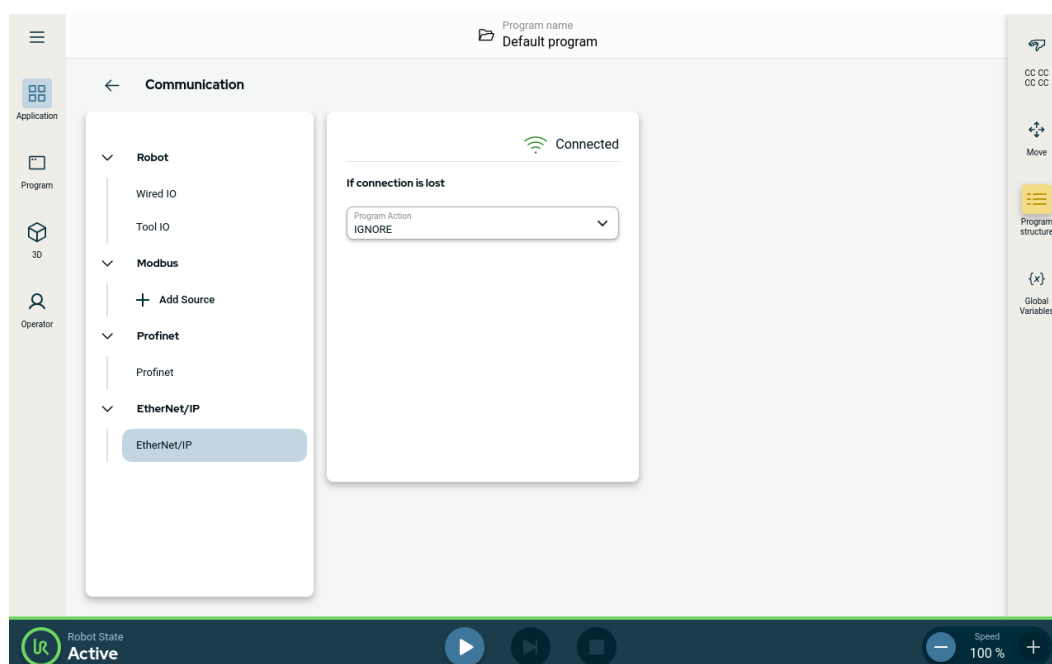 Program name
Default program
Application
Program
3D
Operator
Communication
Robot
Wired IO
Tool IO
Modbus
Add Source
Profinet
Profinet
EtherNet/IP
EtherNet/IP
Connected
If connection is lost
Program Action
IGNORE
CC CC
CC CC
Move
Program
structure
{x}
Global
Variables
Robot State
Active
Speed
100 %